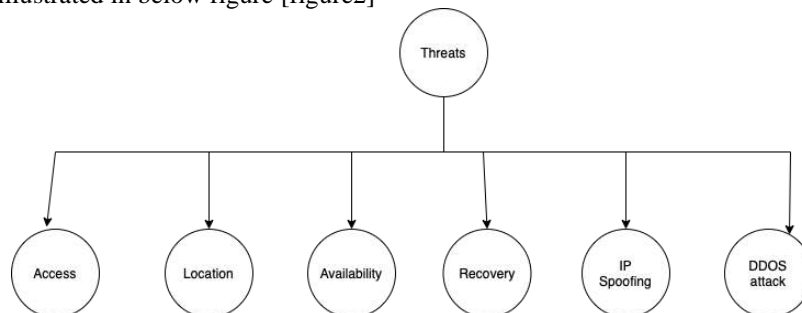 illustrated in below figure [figure2]
Threats
Access
Location
Availability
Recovery
IP
Spoofing
DDOS
attack